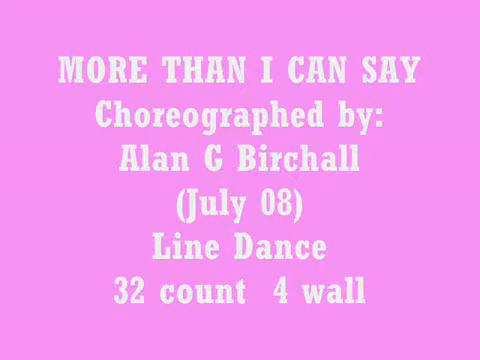 MORE THAN I CAN SAY
Choreographed by:
Alan G Birchall
(July 08)
Line Dance
32 count 4 wall